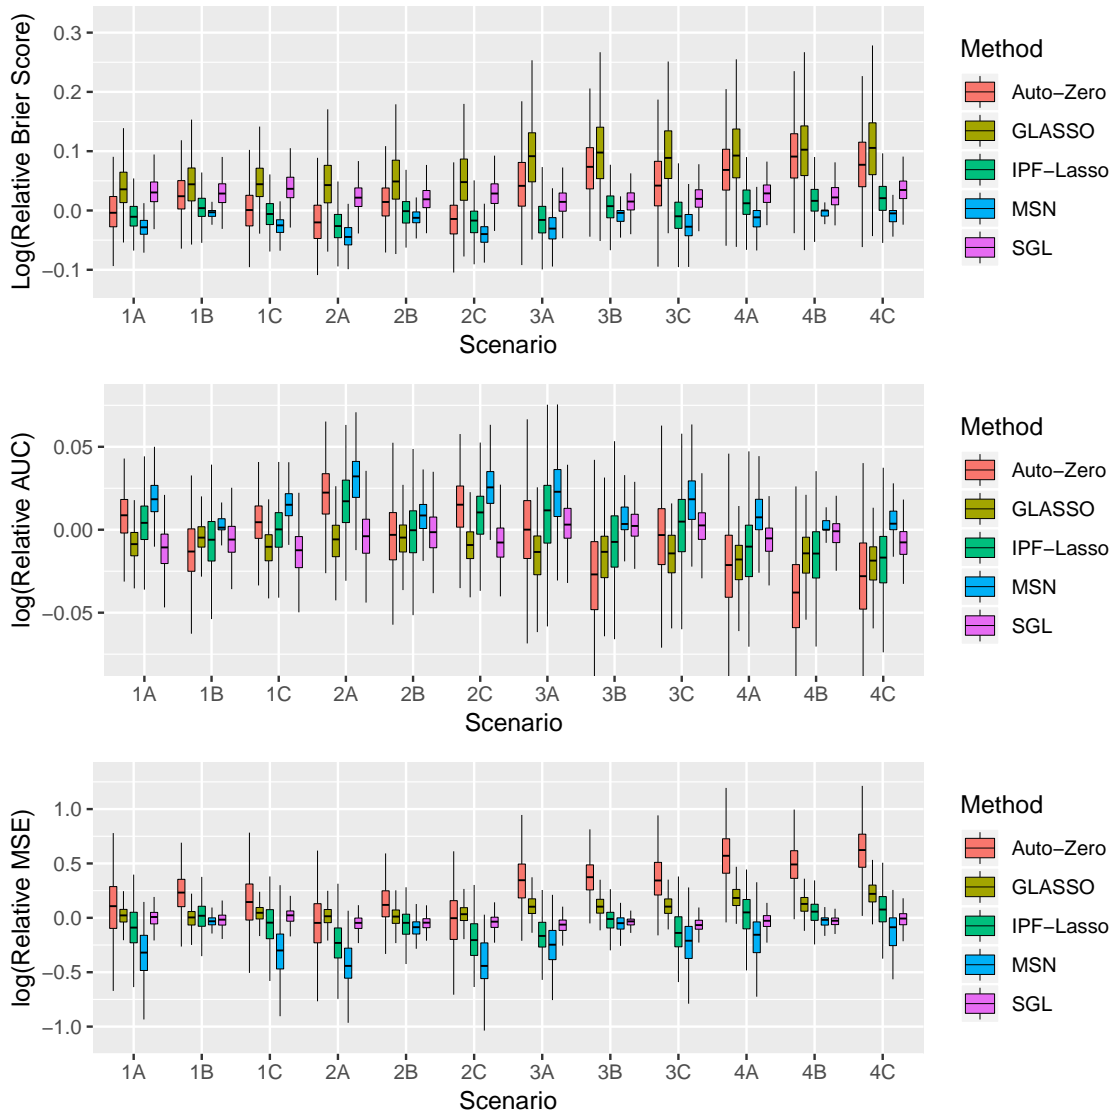 Log(Relative Brier Score)
0.3
0.2
0.1
0.0
−0.1
1A 1B 1C 2A 2B 2C 3A 3B 3C 4A 4B 4C
Scenario
Method
Auto−Zero
GLASSO
IPF−Lasso
MSN
SGL
log(Relative AUC)
0.05
0.00
−0.05
1A 1B 1C 2A 2B 2C 3A 3B 3C 4A 4B 4C
Scenario
Method
Auto−Zero
GLASSO
IPF−Lasso
MSN
SGL
log(Relative MSE)
1.0
0.5
0.0
−0.5
−1.0
1A 1B 1C 2A 2B 2C 3A 3B 3C 4A 4B 4C
Scenario
Method
Auto−Zero
GLASSO
IPF−Lasso
MSN
SGL